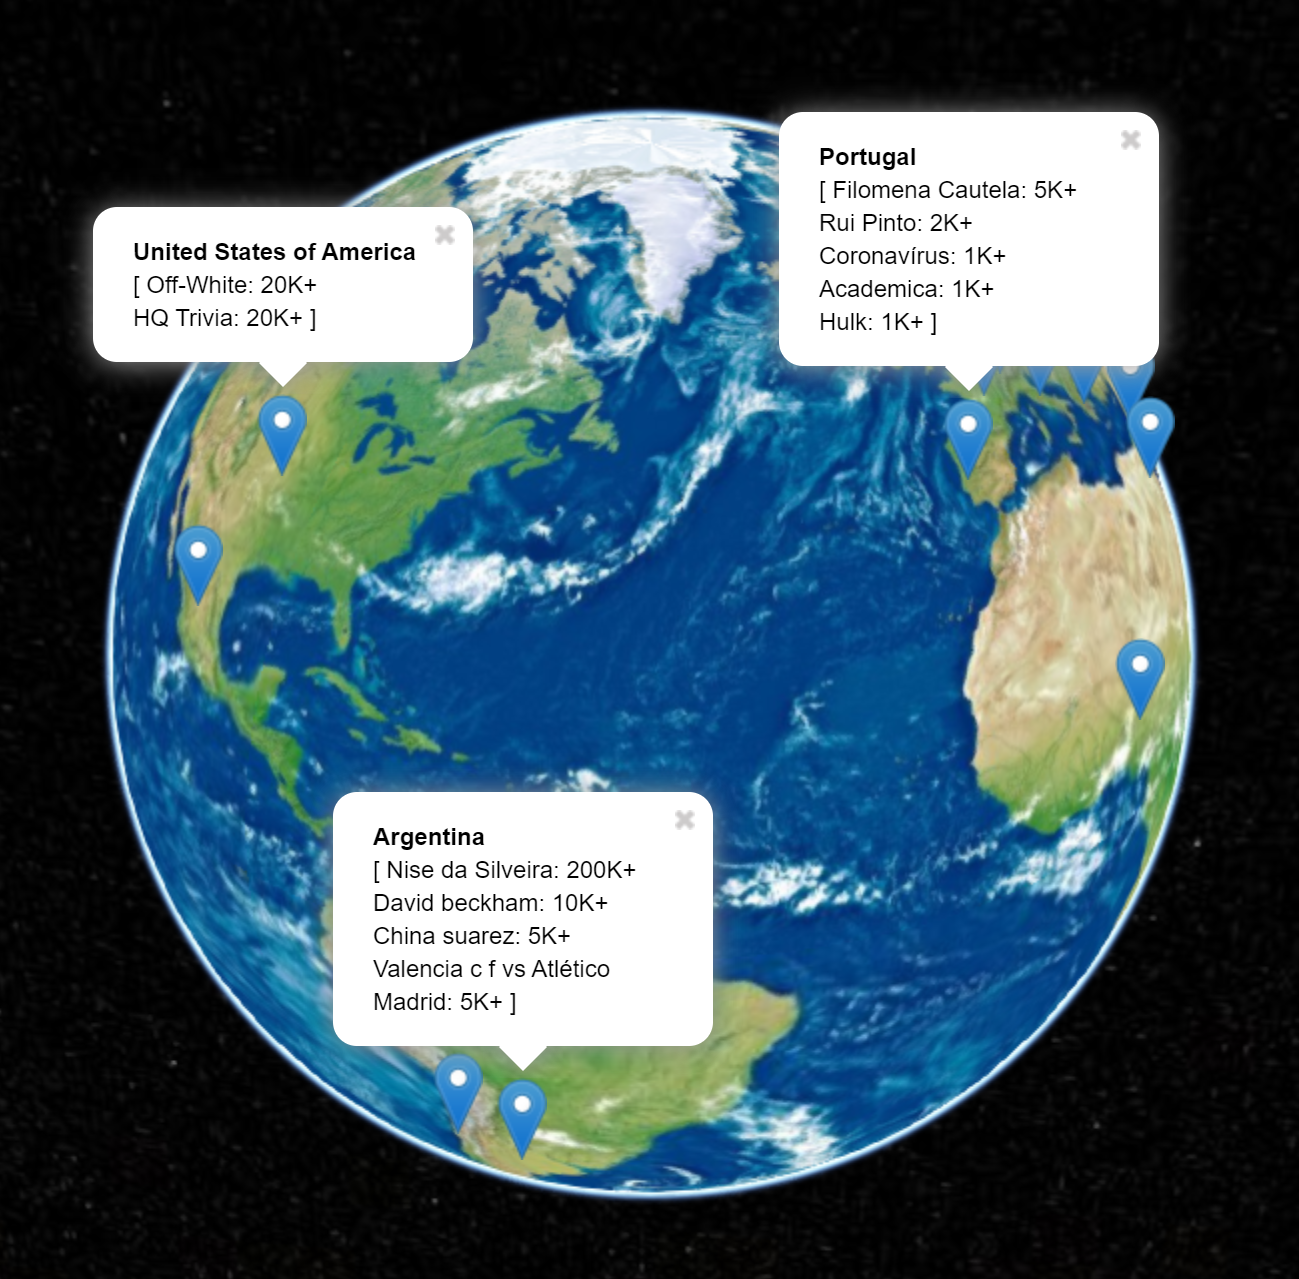 United States of America
[ Off-White: 20K+
HQ Trivia: 20K+ ]
Portugal
[ Filomena Cautela: 5K+
Rui Pinto: 2K+
Coronavírus: 1K+
Academica: 1K+
Hulk: 1K+ ]
Argentina
[ Nise da Silveira: 200K+
David beckham: 10K+
China suarez: 5K+
Valencia c f vs Atlético
Madrid: 5K+ ]